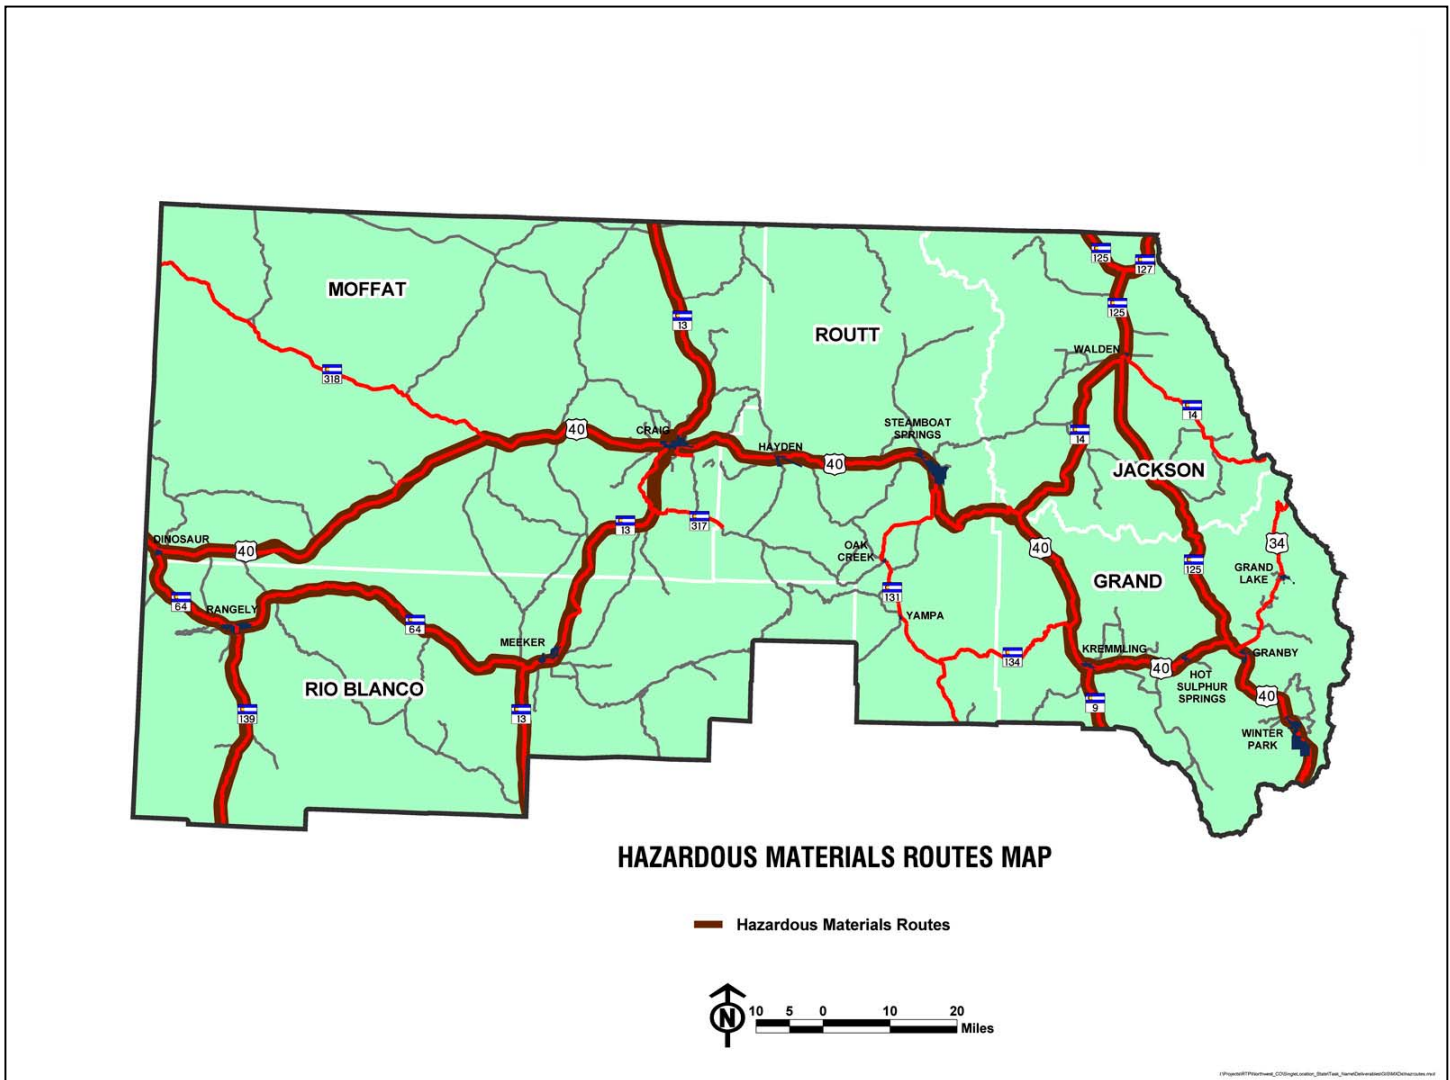 125
127
MOFFAT
125
13
ROUTT
WALDEN
318
14
STEAMBOAT
SPRINGS
40
CRAIG
14
HAYDEN
40
JACKSON
13
317
DINOSAUR
40
OAK
CREEK
40
34
GRAND
LAKE
125
GRAND
64
RANGELY
131
YAMPA
64
MEEKER
134
KREMMLING
40
GRANBY
HOT
SULPHUR
SPRINGS
RIO BLANCO
40
139
13
9
WINTER
PARK
HAZARDOUS MATERIALS ROUTES MAP
Hazardous Materials Routes
N
10 5 0 10 20
Miles